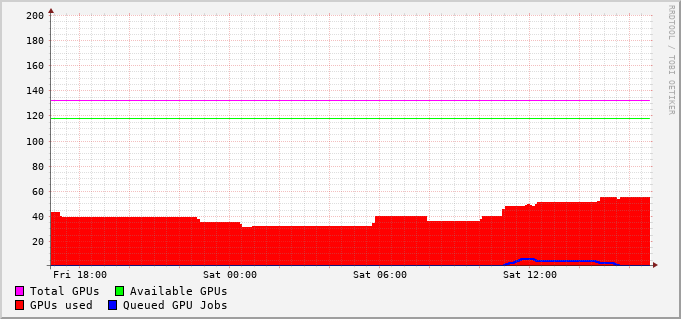 RRDTOOL / TOBI OETIKER
200
180
160
140
120
100
80
60
40
20
Fri 18:00 Sat 00:00 Sat 06:00 Sat 12:00
Total GPUs Available GPUs
GPUs used Queued GPU Jobs